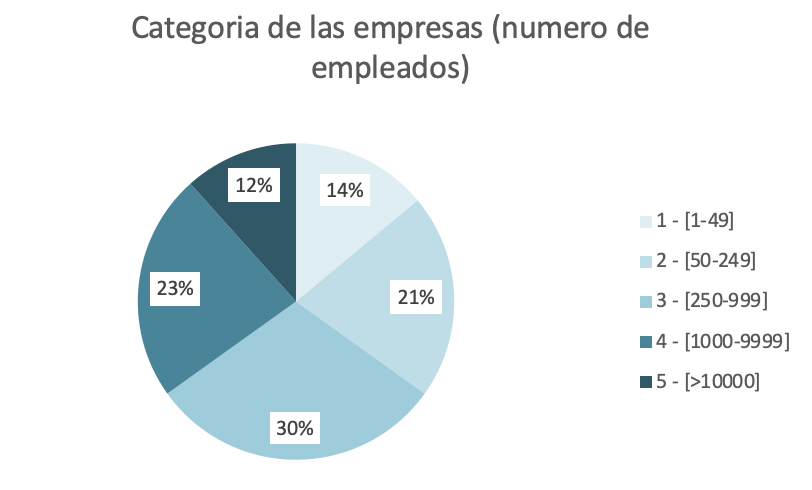 Categoria de las empresas (numero de
empleados)
12%
14%
23%
21%
30%
1 - [1-49]
2 - [50-249]
3 - [250-999]
4 - [1000-9999]
5 - [>10000]